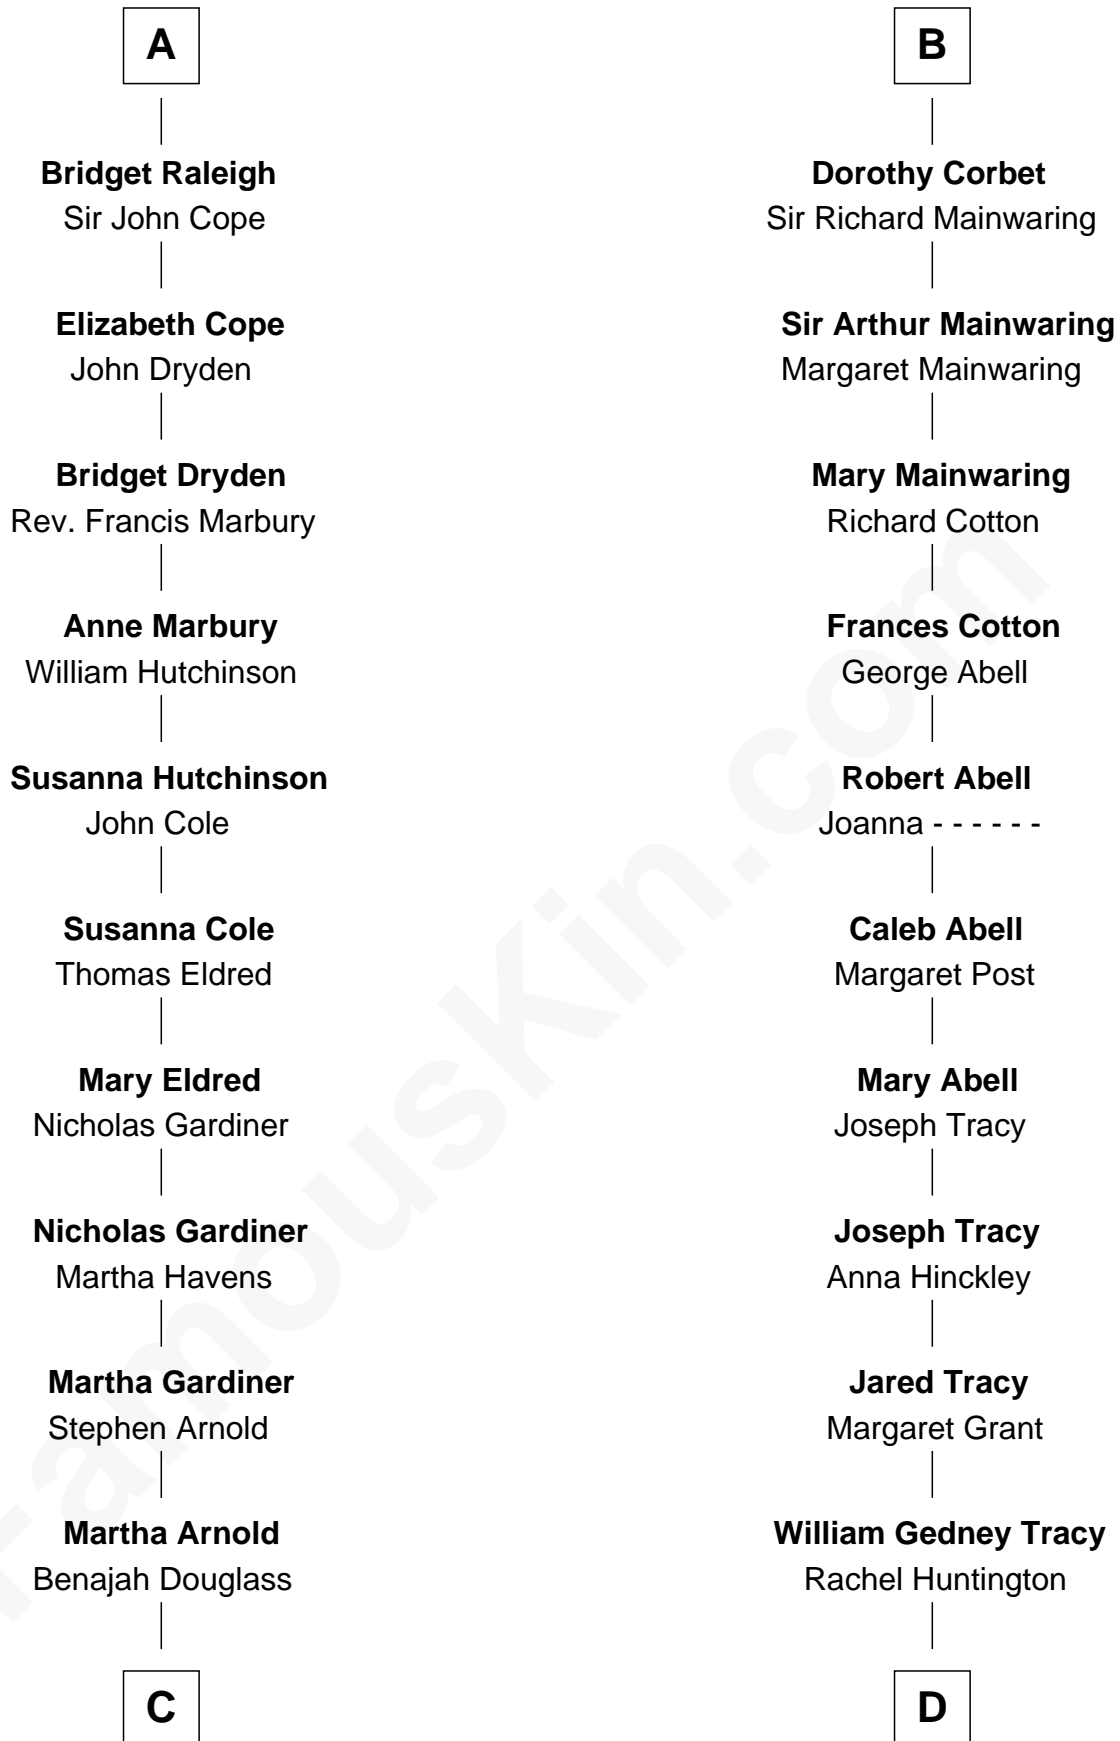 A
Bridget Raleigh
Sir John Cope
Elizabeth Cope
John Dryden
Bridget Dryden
Rev. Francis Marbury
Anne Marbury
William Hutchinson
Susanna Hutchinson
John Cole
Susanna Cole
Thomas Eldred
Mary Eldred
Nicholas Gardiner
Nicholas Gardiner
Martha Havens
Martha Gardiner
Stephen Arnold
Martha Arnold
Benajah Douglass
C
B
Dorothy Corbet
Sir Richard Mainwaring
Sir Arthur Mainwaring
Margaret Mainwaring
Mary Mainwaring
Richard Cotton
Frances Cotton
George Abell
Robert Abell
Joanna - - - - - -
Caleb Abell
Margaret Post
Mary Abell
Joseph Tracy
Joseph Tracy
Anna Hinckley
Jared Tracy
Margaret Grant
William Gedney Tracy
Rachel Huntington
D
FamousKin.com